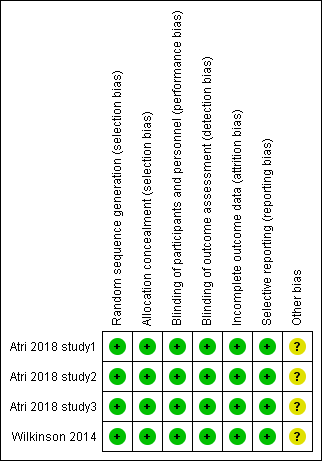 Random sequence generation (selection bias)
Allocation concealment (selection bias)
Blinding of participants and personnel (performance bias)
Blinding of outcome assessment (detection bias)
Incomplete outcome data (attrition bias)
Selective reporting (reporting bias)
Other bias
Atri 2018 study1 + + + + + + ?
Atri 2018 study2 + + + + + + ?
Atri 2018 study3 + + + + + + ?
Wilkinson 2014 + + + + + + ?